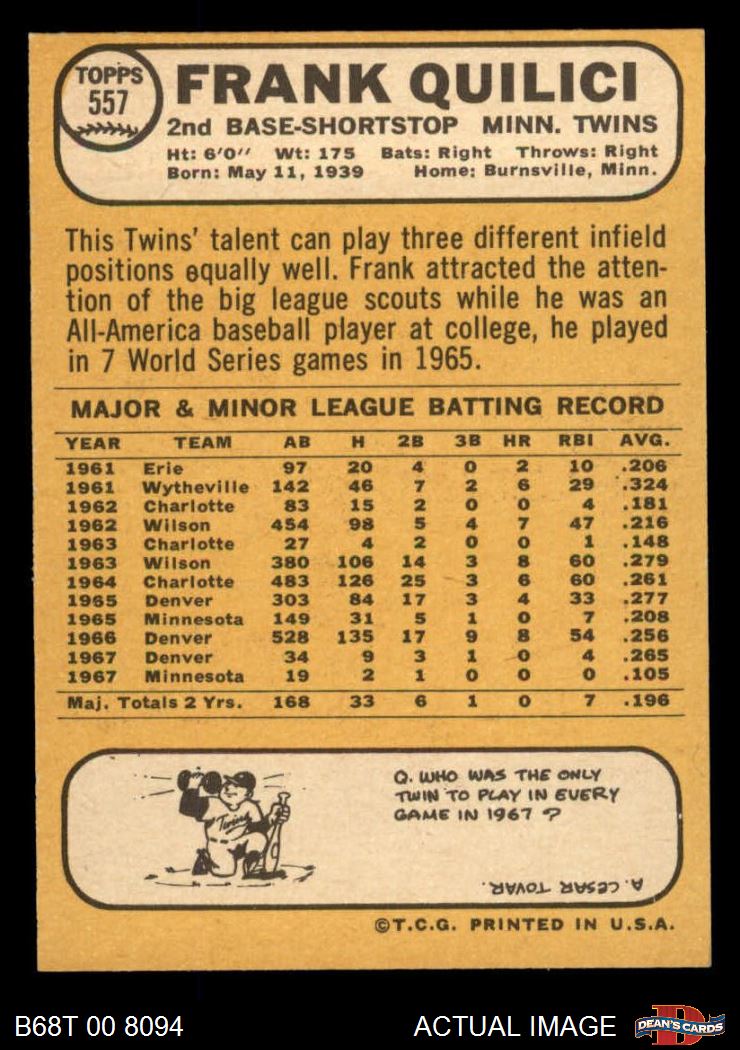 TOPPS
557
FRANK QUILICI
2nd BASE-SHORTSTOP MINN. TWINS
Ht: 6'0" Wt: 175 Bats: Right Throws: Right
Born: May 11, 1939 Home: Burnsville, Minn.
This Twins' talent can play three different infield
positions equally well. Frank attracted the atten-
tion of the big league scouts while he was an
All-America baseball player at college, he played
in 7 World Series games in 1965.
MAJOR & MINOR LEAGUE BATTING RECORD
YEAR TEAM AB H 2B 3B HR RBI AVG.
1961 Erie 97 20 4 0 2 10 .206
1961 Wytheville 142 46 7 2 6 29 .324
1962 Charlotte 83 15 2 0 0 4 .181
1962 Wilson 454 98 5 4 7 47 .216
1963 Charlotte 27 4 2 0 0 1 .148
1963 Wilson 380 106 14 3 8 60 .279
1964 Charlotte 483 126 25 3 6 60 .261
1965 Denver 303 84 17 3 4 33 .277
1965 Minnesota 149 31 5 1 0 7 .208
1966 Denver 528 135 17 9 8 54 .256
1967 Denver 34 9 3 1 0 4 .265
1967 Minnesota 19 2 1 0 0 0 .105
Maj. Totals 2 Yrs. 168 33 6 1 0 7 .196
Twins
Q. WHO WAS THE ONLY
TWIN TO PLAY IN EVERY
GAME IN 1967 ?
A. CESAR TOVAR.
©T.C.G. PRINTED IN U.S.A.
B68T 00 8094 ACTUAL IMAGE
D
DEAN'S CARDS